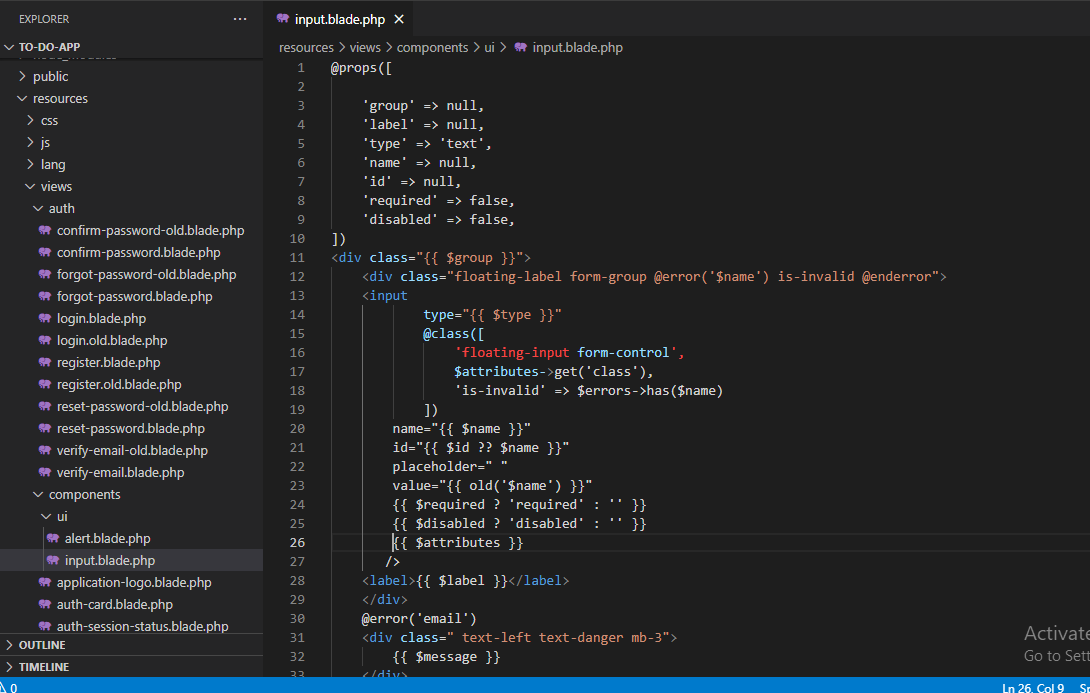 EXPLORER
···
input.blade.php ×
TO-DO-APP
resources > views > components > ui > input.blade.php
node_modules
public
resources
css
js
lang
views
auth
confirm-password-old.blade.php
confirm-password.blade.php
forgot-password-old.blade.php
forgot-password.blade.php
login.blade.php
login.old.blade.php
register.blade.php
register.old.blade.php
reset-password-old.blade.php
reset-password.blade.php
verify-email-old.blade.php
verify-email.blade.php
components
ui
alert.blade.php
input.blade.php
application-logo.blade.php
auth-card.blade.php
auth-session-status.blade.php
OUTLINE
TIMELINE
1 @props([
2
3 'group' => null,
4 'label' => null,
5 'type' => 'text',
6 'name' => null,
7 'id' => null,
8 'required' => false,
9 'disabled' => false,
10 ])
11 <div class="{{ $group }}">
12 <div class="floating-label form-group @error('$name') is-invalid @enderror">
13 <input
14 type="{{ $type }}"
15 @class([
16 'floating-input form-control',
17 $attributes->get('class'),
18 'is-invalid' => $errors->has($name)
19 ])
20 name="{{ $name }}"
21 id="{{ $id ?? $name }}"
22 placeholder=" "
23 value="{{ old('$name') }}"
24 {{ $required ? 'required' : '' }}
25 {{ $disabled ? 'disabled' : '' }}
26 {{ $attributes }}
27 />
28 <label>{{ $label }}</label>
29 </div>
30 @error('email')
31 <div class=" text-left text-danger mb-3">
32 {{ $message }}
33 </div>
Activate
Go to Sett
0
Ln 26, Col 9